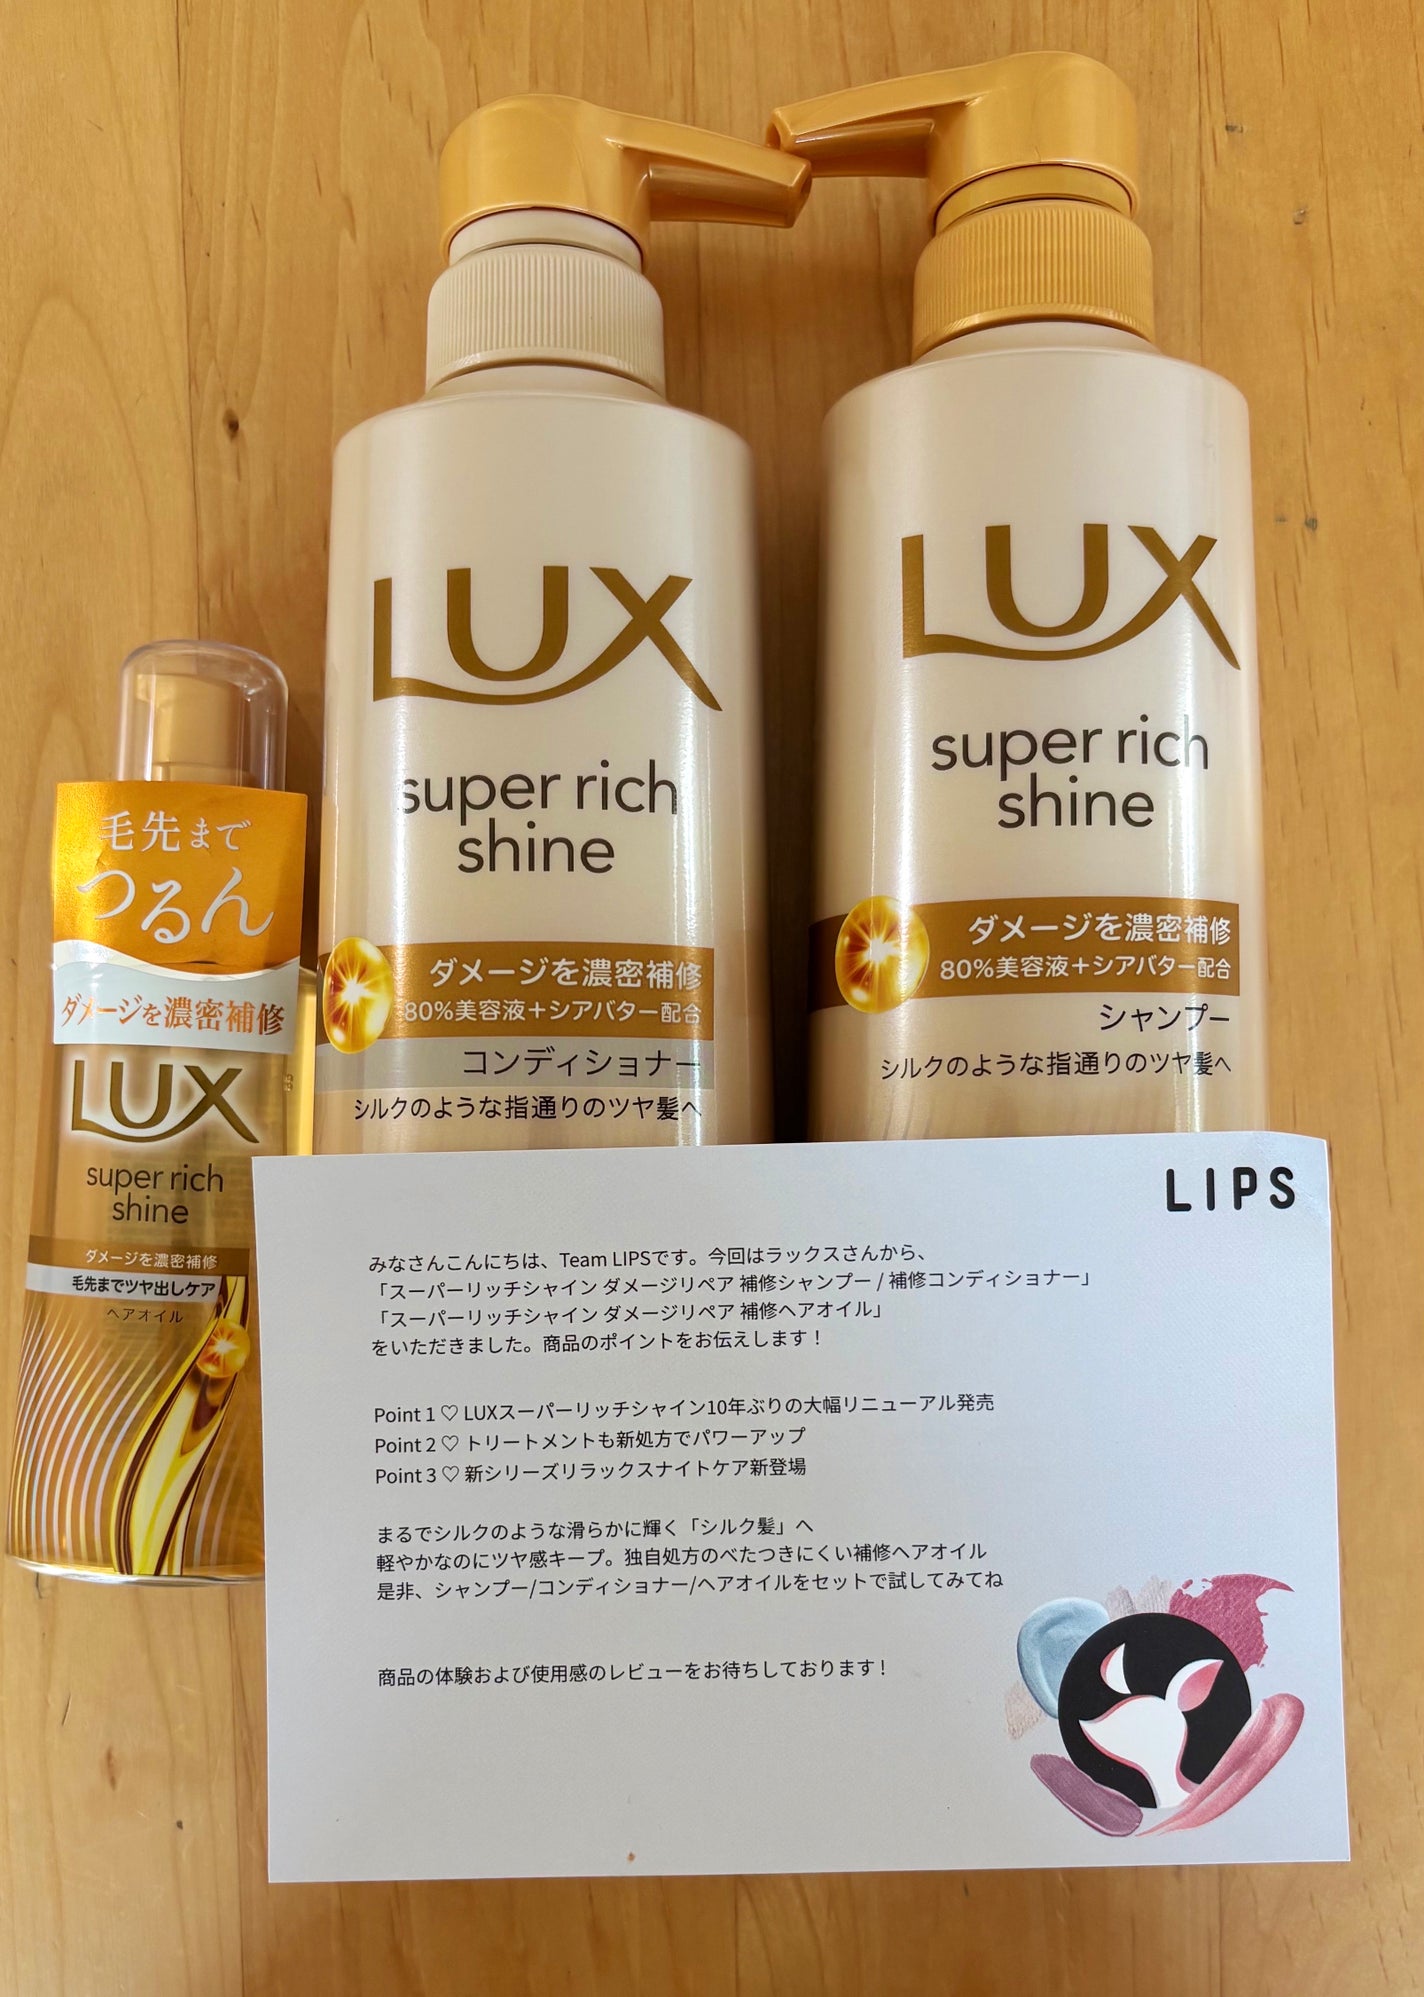 毛先まで
つるん
ダメージを濃密補修
LUX
super rich
shine
ダメージを濃密補修
毛先までツヤ出しケア
ヘアオイル
LUX
super rich
shine
ダメージを濃密補修
80%美容液+シアバター配合
コンディショナー
シルクのような指通りのツヤ髪へ
LUX
super rich
shine
ダメージを濃密補修
80%美容液+シアバター配合
シャンプー
シルクのような指通りのツヤ髪へ
LIPS
みなさんこんにちは、Team LIPSです。今回はラックスさんから、
「スーパーリッチシャイン ダメージリペア 補修シャンプー / 補修コンディショナー」
「スーパーリッチシャイン ダメージリペア 補修ヘアオイル」
をいただきました。商品のポイントをお伝えします！
Point 1 ♡ LUXスーパーリッチシャイン10年ぶりの大幅リニューアル発売
Point 2 ♡ トリートメントも新処方でパワーアップ
Point 3 ♡ 新シリーズリラックスナイトケア新登場
まるでシルクのような滑らかに輝く「シルク髪」へ
軽やかなのにツヤ感キープ。独自処方のべたつきにくい補修ヘアオイル
是非、シャンプー/コンディショナー/ヘアオイルをセットで試してみてね
商品の体験および使用感のレビューをお待ちしております！